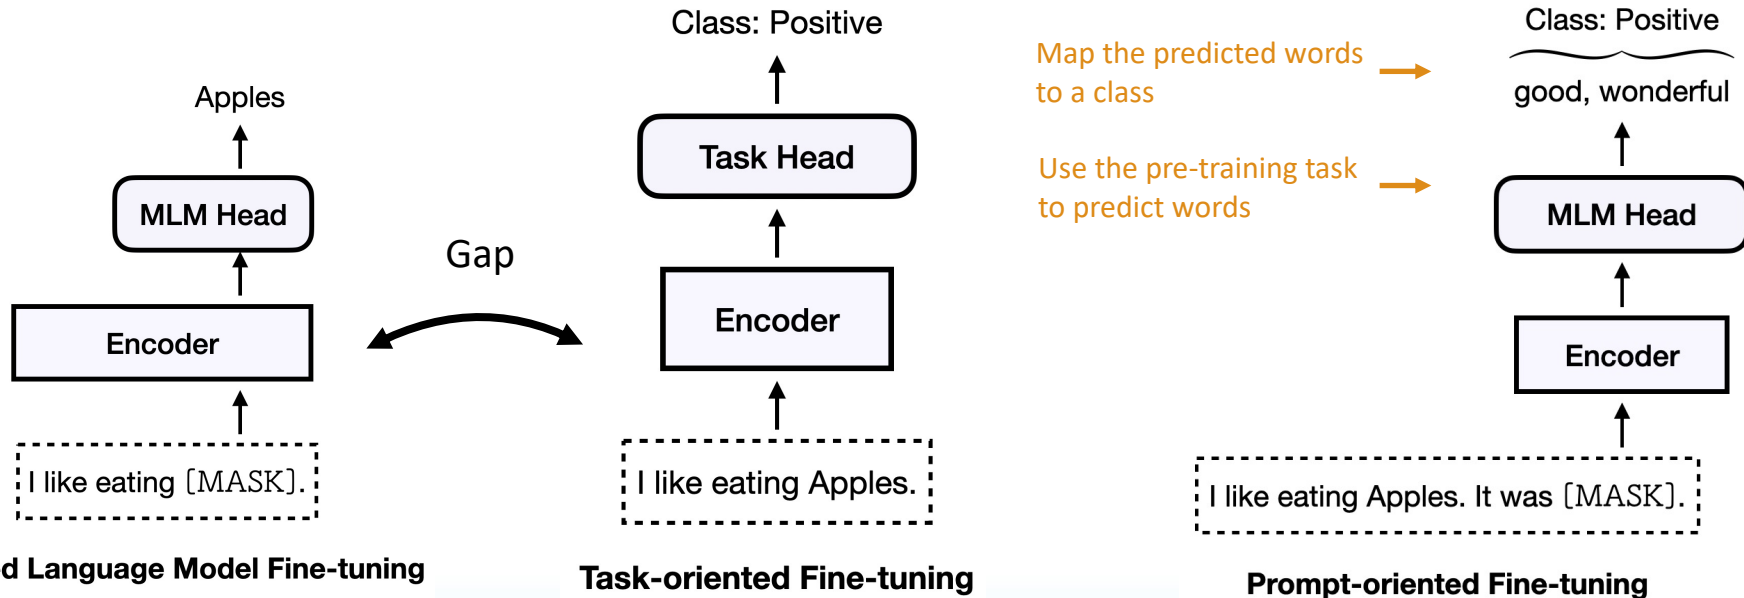 Apples
MLM Head
Encoder
I like eating [MASK].
d Language Model Fine-tuning
Gap
Class: Positive
Task Head
Encoder
I like eating Apples.
Task-oriented Fine-tuning
Map the predicted words
to a class
Use the pre-training task
to predict words
Class: Positive
good, wonderful
MLM Head
Encoder
I like eating Apples. It was [MASK].
Prompt-oriented Fine-tuning